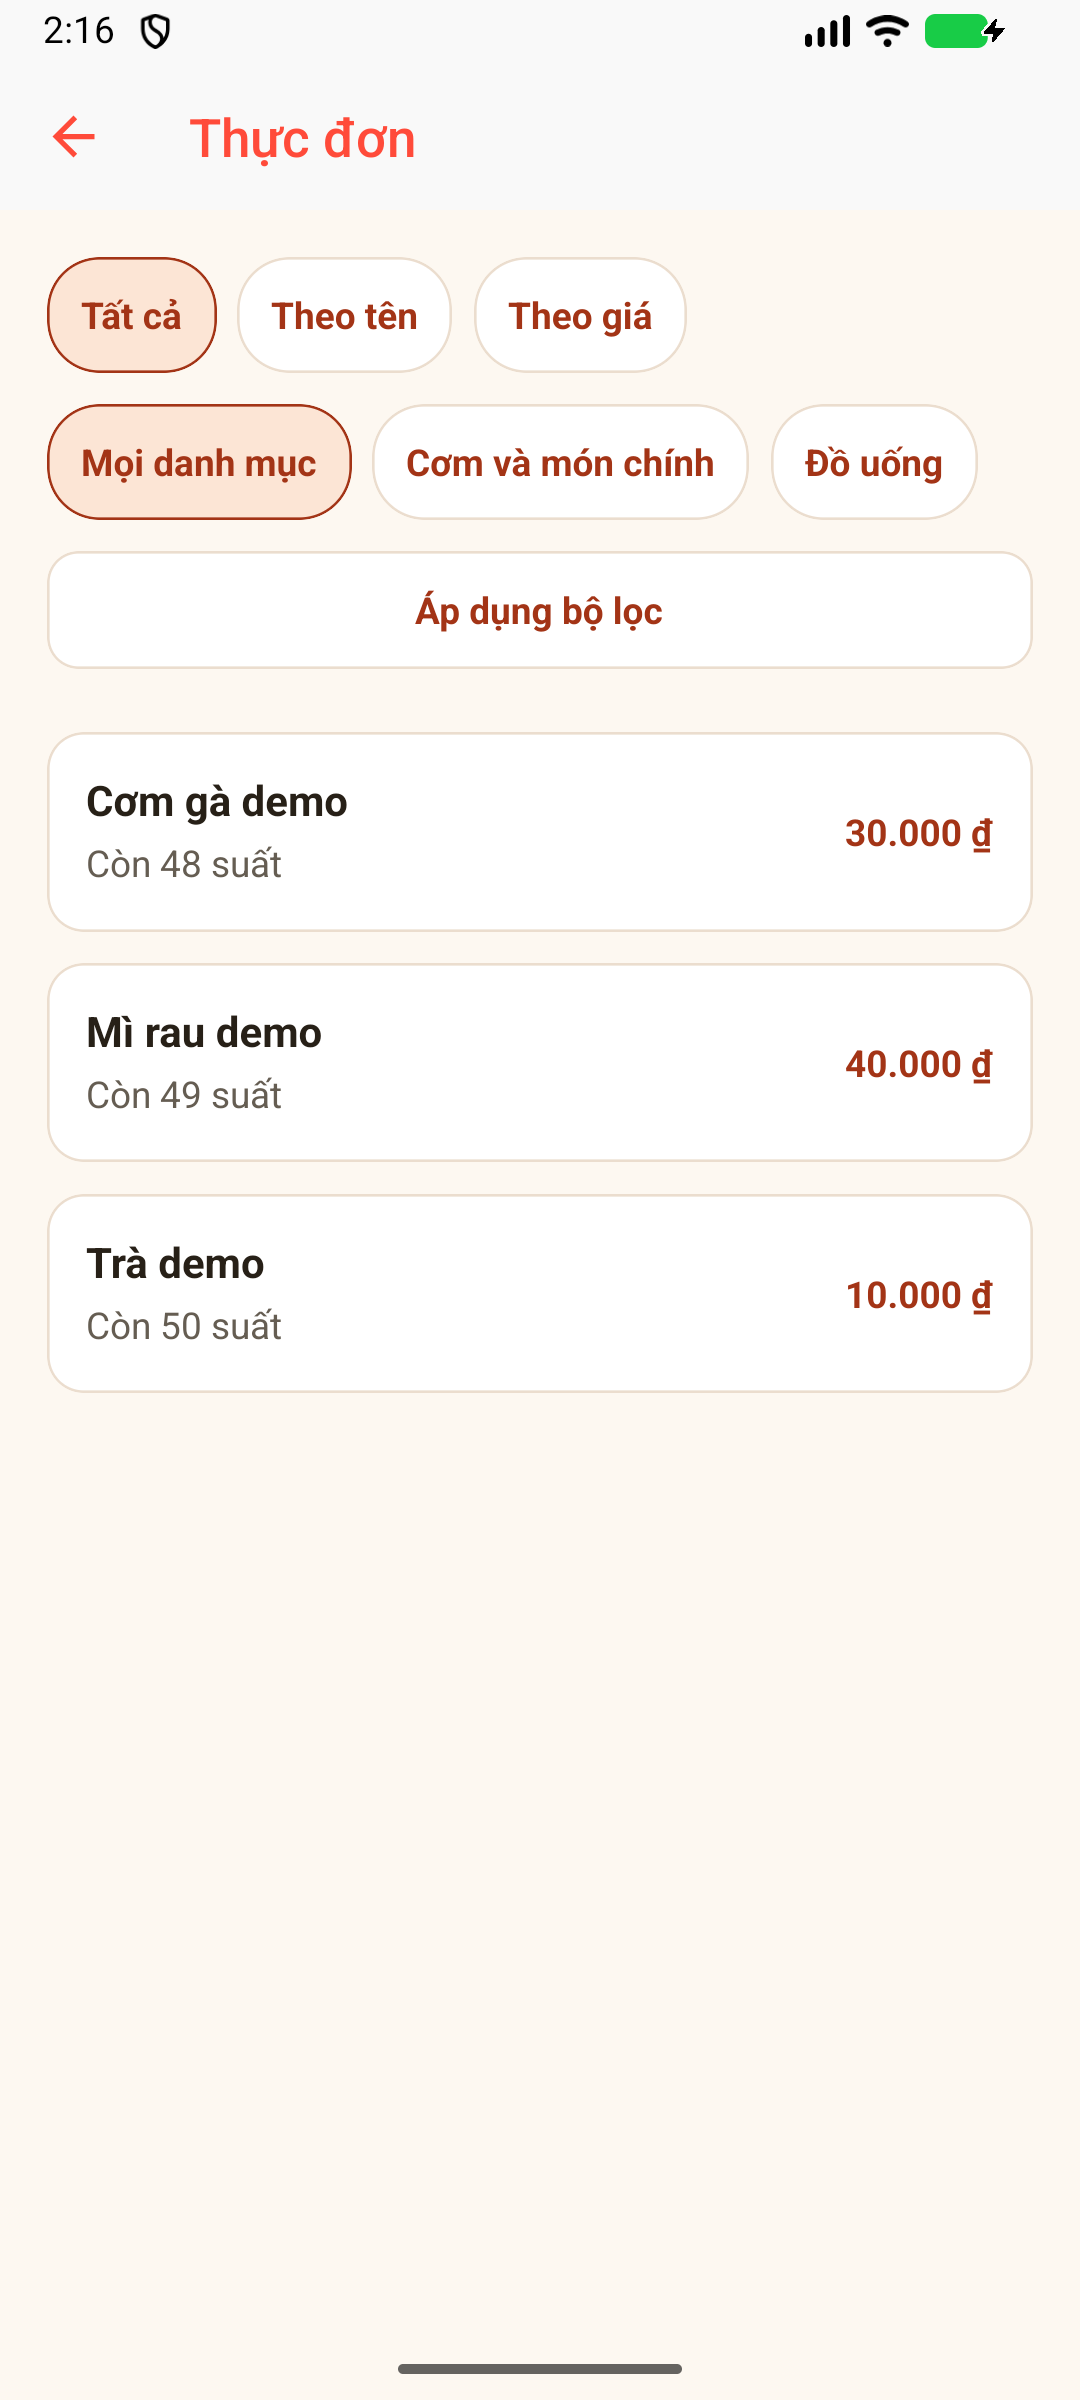 2:16
Thực đơn
Tất cả Theo tên Theo giá
Mọi danh mục Cơm và món chính Đồ uống
Áp dụng bộ lọc
Cơm gà demo
Còn 48 suất
30.000 ₫
Mì rau demo
Còn 49 suất
40.000 ₫
Trà demo
Còn 50 suất
10.000 ₫